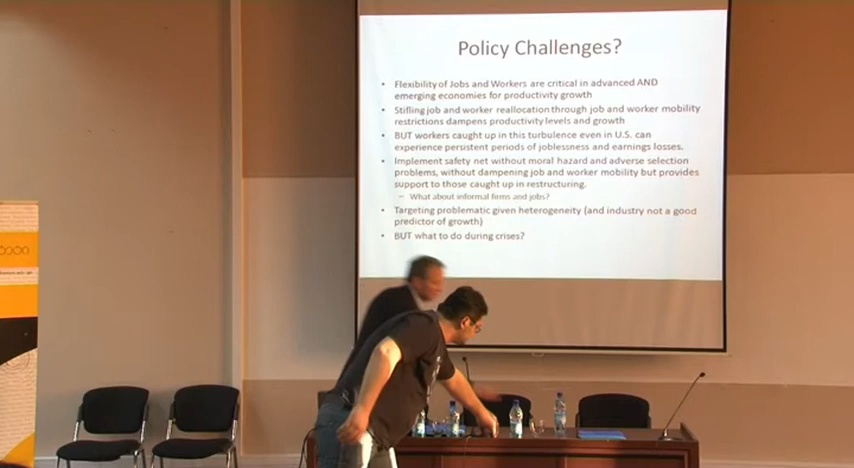 Policy Challenges?
• Flexibility of Jobs and Workers are critical in advanced AND
emerging economies for productivity growth
• Stifling job and worker reallocation through job and worker mobility
restrictions dampens productivity levels and growth
• BUT workers caught up in this turbulence even in U.S. can
experience persistent periods of joblessness and earnings losses.
• Implement safety net without moral hazard and adverse selection
problems, without dampening job and worker mobility but provides
support to those caught up in restructuring.
– What about informal firms and jobs?
• Targeting problematic given heterogeneity (and industry not a good
predictor of growth)
• BUT what to do during crises?